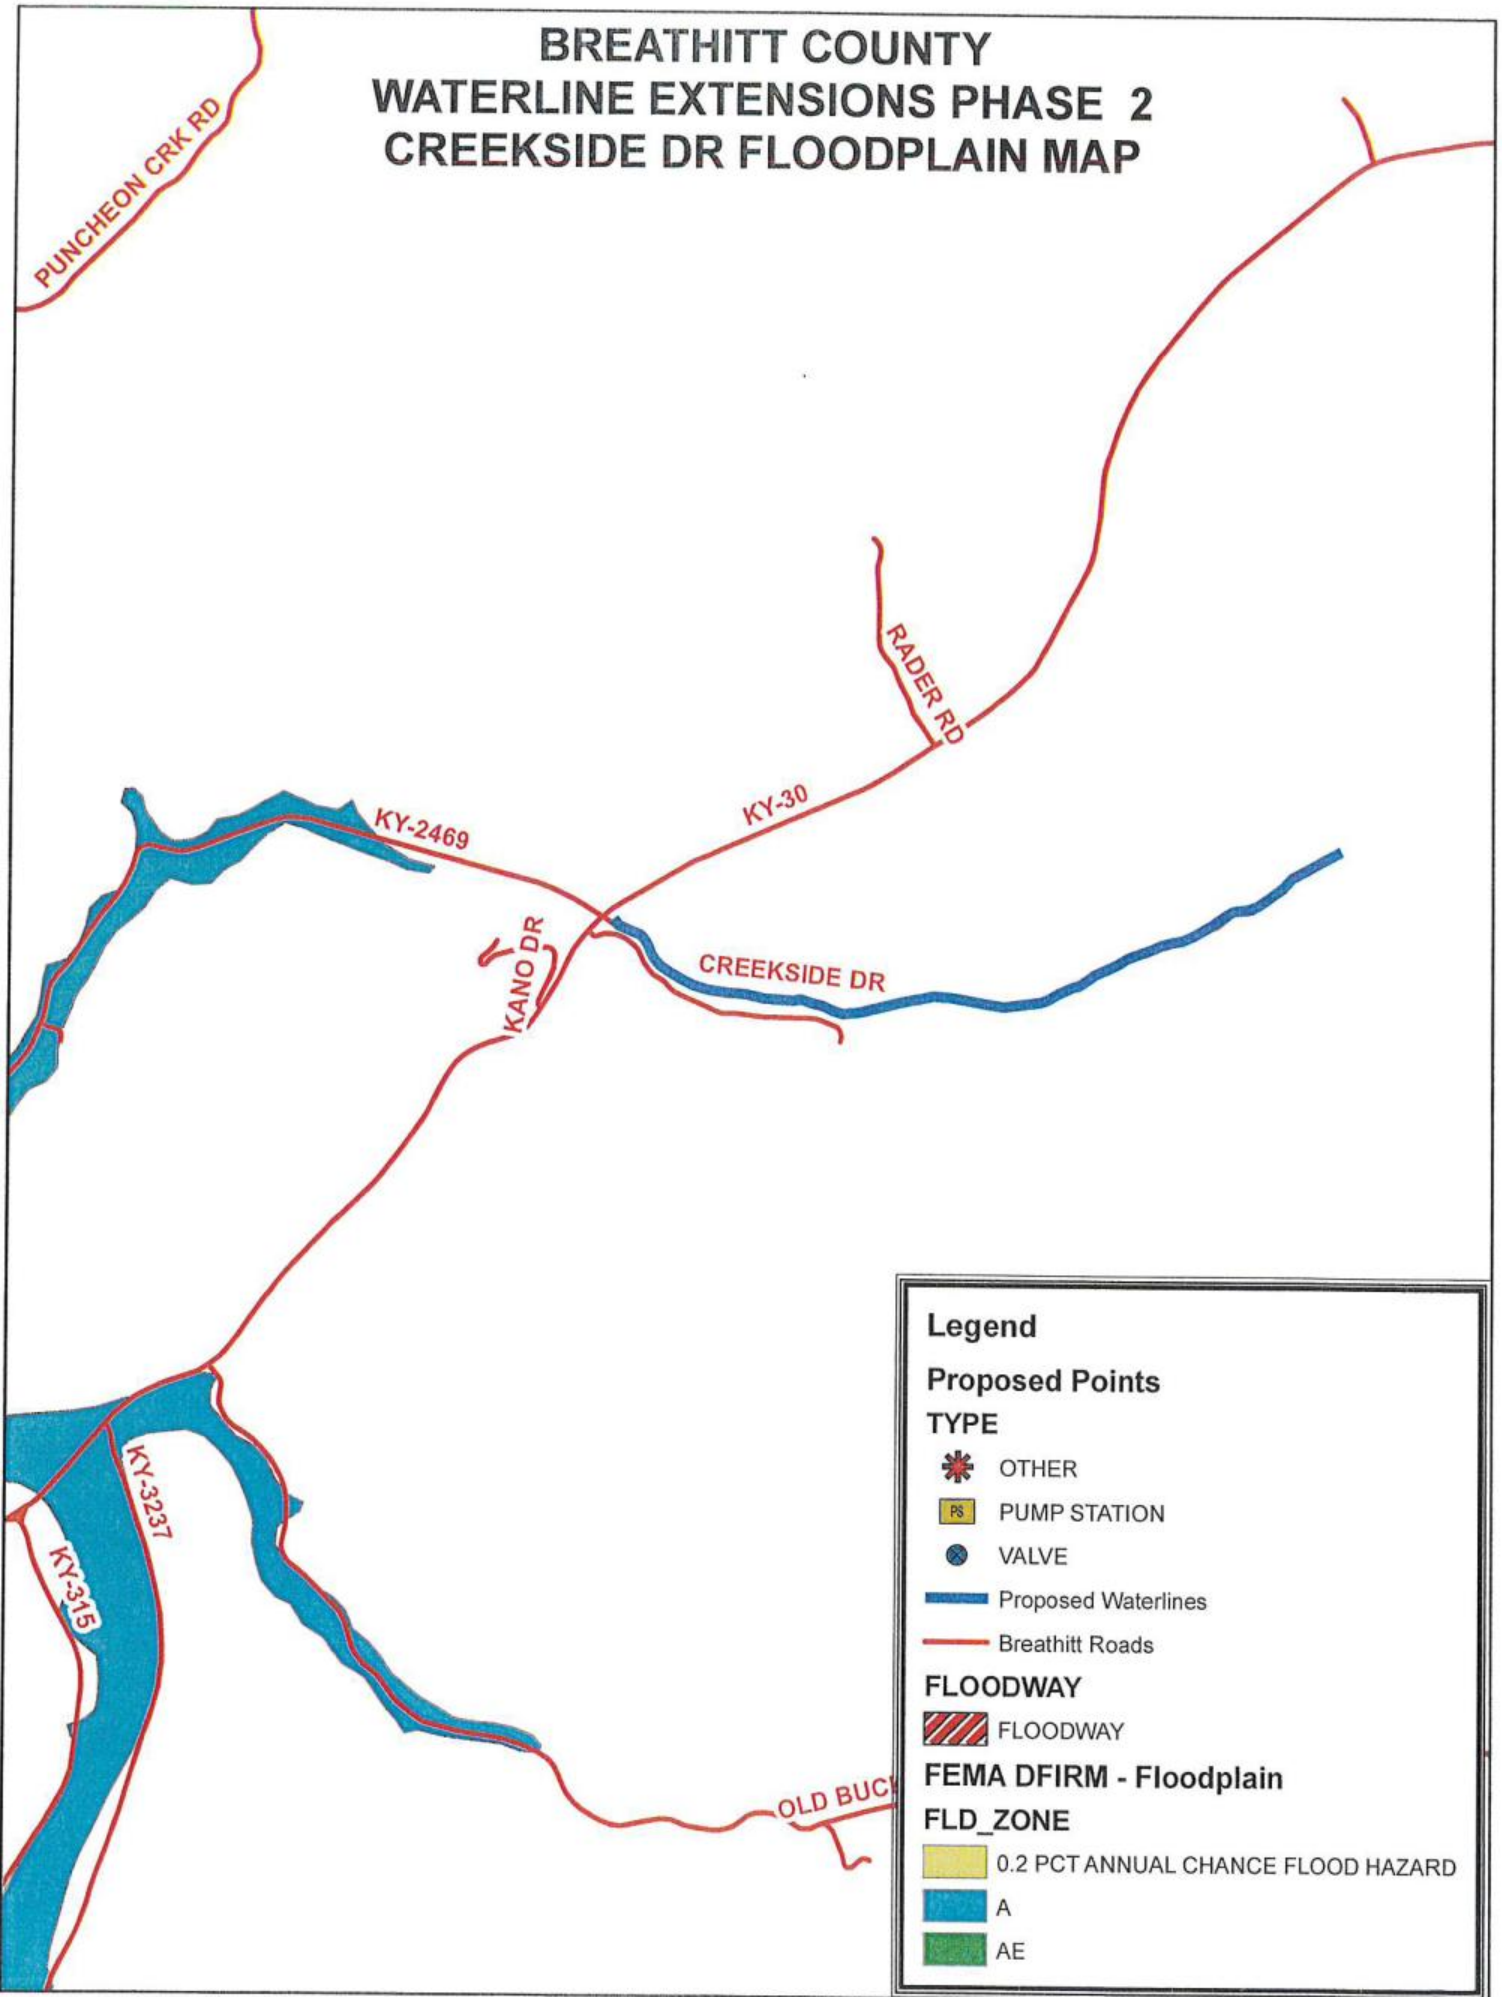 BREATHITT COUNTY
WATERLINE EXTENSIONS PHASE 2
CREEKSIDE DR FLOODPLAIN MAP
PUNCHEON CRK RD
RADER RD
KY-30
KY-2469
KANO DR
CREEKSIDE DR
KY-3237
KY-315
OLD BUC
Legend
Proposed Points
TYPE
OTHER
PS PUMP STATION
VALVE
Proposed Waterlines
Breathitt Roads
FLOODWAY
FLOODWAY
FEMA DFIRM - Floodplain
FLD_ZONE
0.2 PCT ANNUAL CHANCE FLOOD HAZARD
A
AE